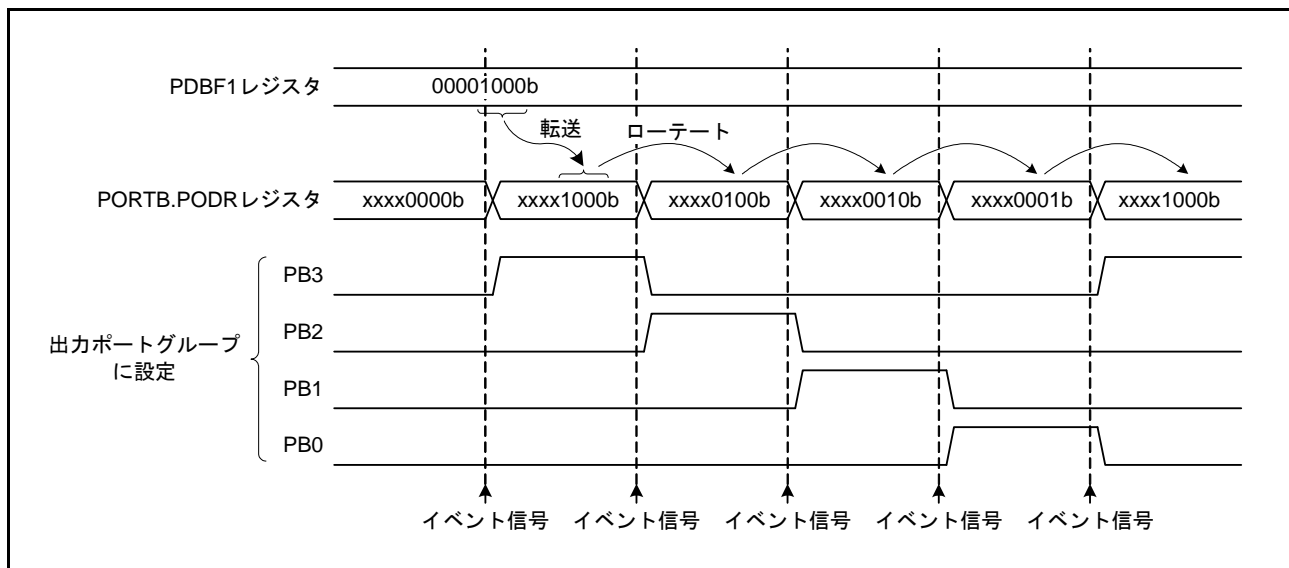 PDBF1レジスタ
00001000b
転送
ローテート
PORTB.PODRレジスタ
xxxx0000b
xxxx1000b
xxxx0100b
xxxx0010b
xxxx0001b
xxxx1000b
出力ポートグループ
に設定
PB3
PB2
PB1
PB0
イベント信号
イベント信号
イベント信号
イベント信号
イベント信号